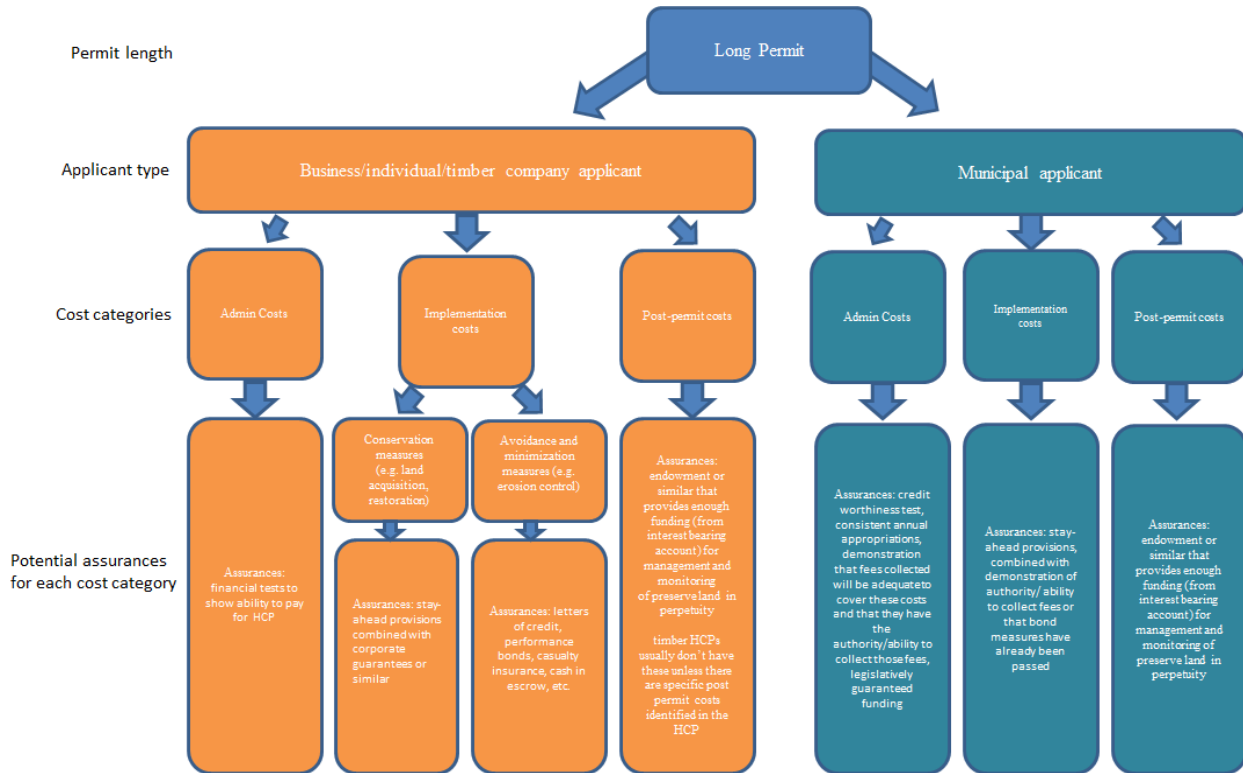 Permit length
Long Permit
Applicant type
Business/individual/timber company applicant
Municipal applicant
Cost categories
Admin Costs
Implementation
costs
Post-permit costs
Admin Costs
Implementation
costs
Post-permit costs
Potential assurances
for each cost category
Assurances:
financial tests to
show ability to pay
for HCP
Conservation
measures
(e.g. land
acquisition,
restoration)
Assurances: stay-
ahead provisions
combined with
corporate
guarantees or
similar
Avoidance and
minimization
measures (e.g.
erosion control)
Assurances: letters
of credit,
performance
bonds, casualty
insurance, cash in
escrow, etc.
Assurances:
endowment or
similar that
provides enough
funding (from
interest bearing
account) for
management and
monitoring
of preserve land in
perpetuity
timber HCPs
usually don't have
these unless there
are specific post
permit costs
identified in the
HCP
Assurances: credit
worthiness test,
consistent annual
appropriations,
demonstration
that fees collected
will be adequate to
cover these costs
and that they have
the
authority/ability to
collect those fees,
legislatively
guaranteed
funding
Assurances: stay-
ahead provisions,
combined with
demonstration of
authority/ ability
to collect fees or
that bond
measures have
already been
passed
Assurances:
endowment or
similar that
provides enough
funding (from
interest bearing
account) for
management and
monitoring of
preserve land in
perpetuity